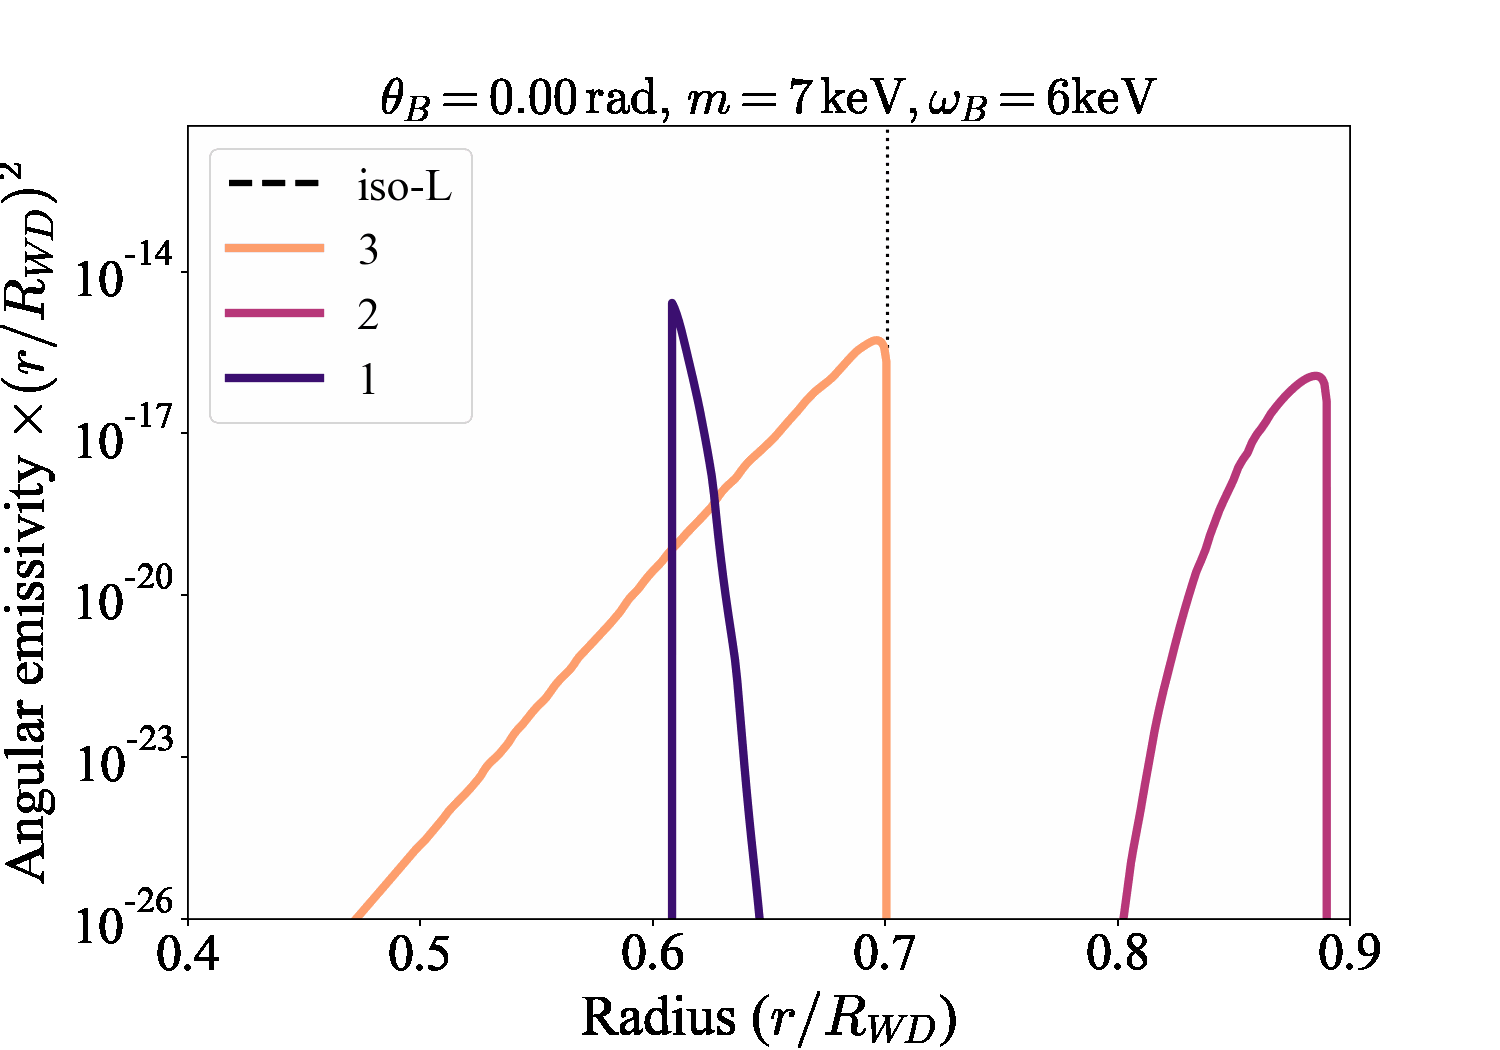 θ_B = 0.00 rad, m = 7 keV, ω_B = 6keV
iso-L
3
2
1
Angular emissivity ×(r/R_WD)^2
10^-14
10^-17
10^-20
10^-23
10^-26
0.4 0.5 0.6 0.7 0.8 0.9
Radius (r/R_WD)